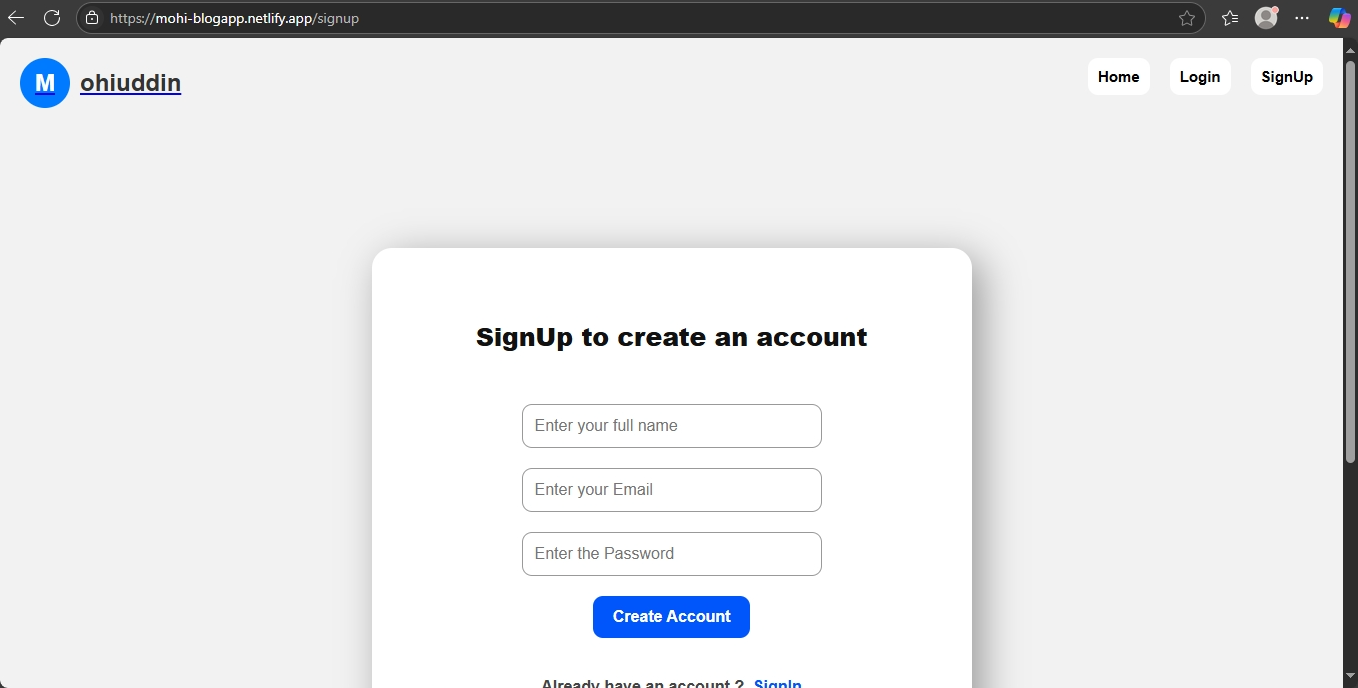 https://mohi-blogapp.netlify.app/signup
M ohiuddin
Home Login SignUp
SignUp to create an account
Enter your full name
Enter your Email
Enter the Password
Create Account
Already have an account ? SignIn